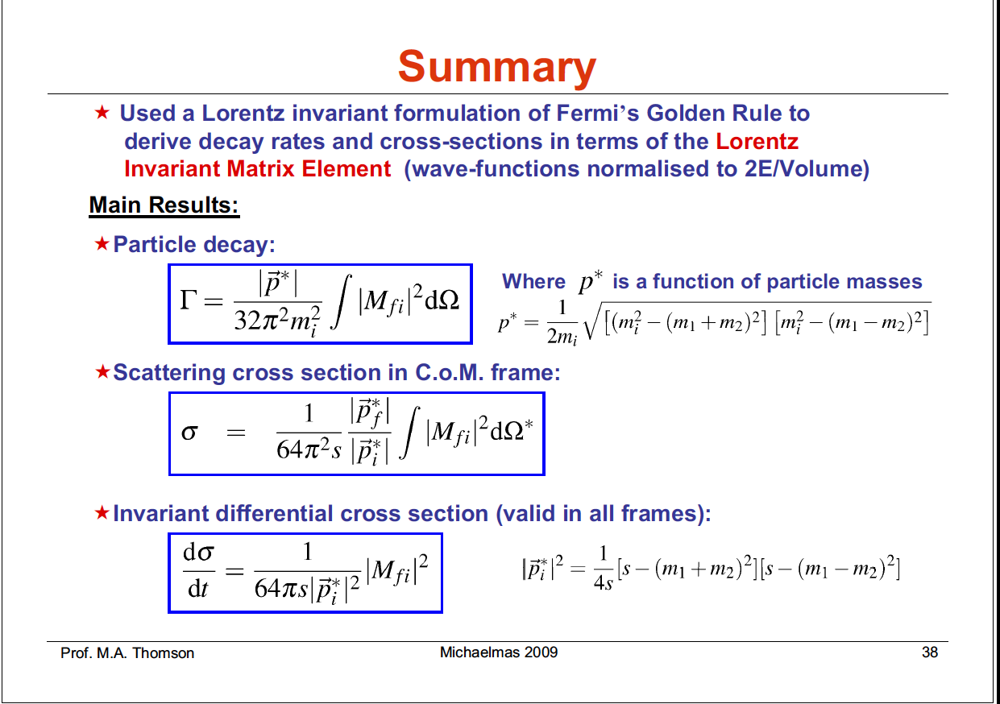 Summary
★ Used a Lorentz invariant formulation of Fermi's Golden Rule to
derive decay rates and cross-sections in terms of the Lorentz
Invariant Matrix Element (wave-functions normalised to 2E/Volume)
Main Results:
★Particle decay:
$\Gamma = \frac{|\vec{p}^*|}{32\pi^2 m_i^2} \int |M_{fi}|^2 \mathrm{d}\Omega$
Where $p^*$ is a function of particle masses
$p^* = \frac{1}{2m_i} \sqrt{\left[(m_i^2 - (m_1 + m_2)^2\right]\left[m_i^2 - (m_1 - m_2)^2\right]}$
★Scattering cross section in C.o.M. frame:
$\sigma = \frac{1}{64\pi^2 s} \frac{|\vec{p}_f^*|}{|\vec{p}_i^*|} \int |M_{fi}|^2 \mathrm{d}\Omega^*$
★Invariant differential cross section (valid in all frames):
$\frac{\mathrm{d}\sigma}{\mathrm{d}t} = \frac{1}{64\pi s |\vec{p}_i^*|^2} |M_{fi}|^2$
$|\vec{p}_i^*|^2 = \frac{1}{4s}[s - (m_1 + m_2)^2][s - (m_1 - m_2)^2]$
Prof. M.A. Thomson
Michaelmas 2009
38